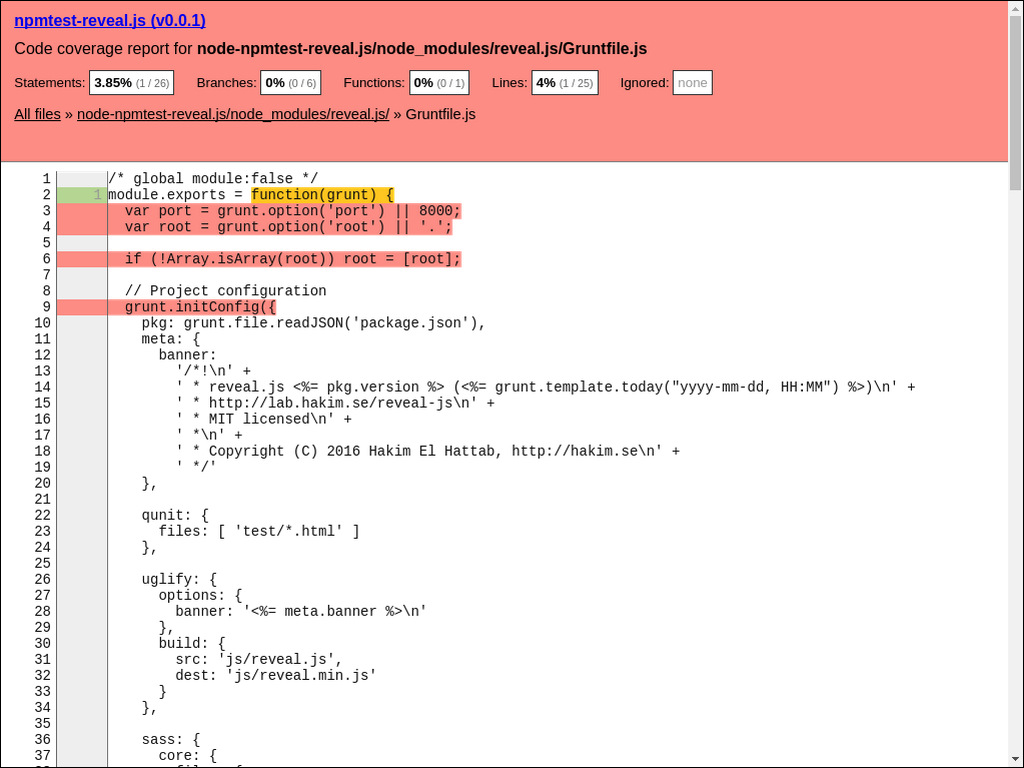 npmtest-reveal.js (v0.0.1)
Code coverage report for node-npmtest-reveal.js/node_modules/reveal.js/Gruntfile.js
Statements: 3.85% (1 / 26) Branches: 0% (0 / 6) Functions: 0% (0 / 1) Lines: 4% (1 / 25) Ignored: none
All files » node-npmtest-reveal.js/node_modules/reveal.js/ » Gruntfile.js
1 /* global module:false */
2 1 module.exports = function(grunt) {
3 var port = grunt.option('port') || 8000;
4 var root = grunt.option('root') || '.';
5
6 if (!Array.isArray(root)) root = [root];
7
8 // Project configuration
9 grunt.initConfig({
10 pkg: grunt.file.readJSON('package.json'),
11 meta: {
12 banner:
13 '/*!\n' +
14 ' * reveal.js <%= pkg.version %> (<%= grunt.template.today("yyyy-mm-dd, HH:MM") %>)\n' +
15 ' * http://lab.hakim.se/reveal-js\n' +
16 ' * MIT licensed\n' +
17 ' *\n' +
18 ' * Copyright (C) 2016 Hakim El Hattab, http://hakim.se\n' +
19 ' */'
20 },
21
22 qunit: {
23 files: [ 'test/*.html' ]
24 },
25
26 uglify: {
27 options: {
28 banner: '<%= meta.banner %>\n'
29 },
30 build: {
31 src: 'js/reveal.js',
32 dest: 'js/reveal.min.js'
33 }
34 },
35
36 sass: {
37 core: {